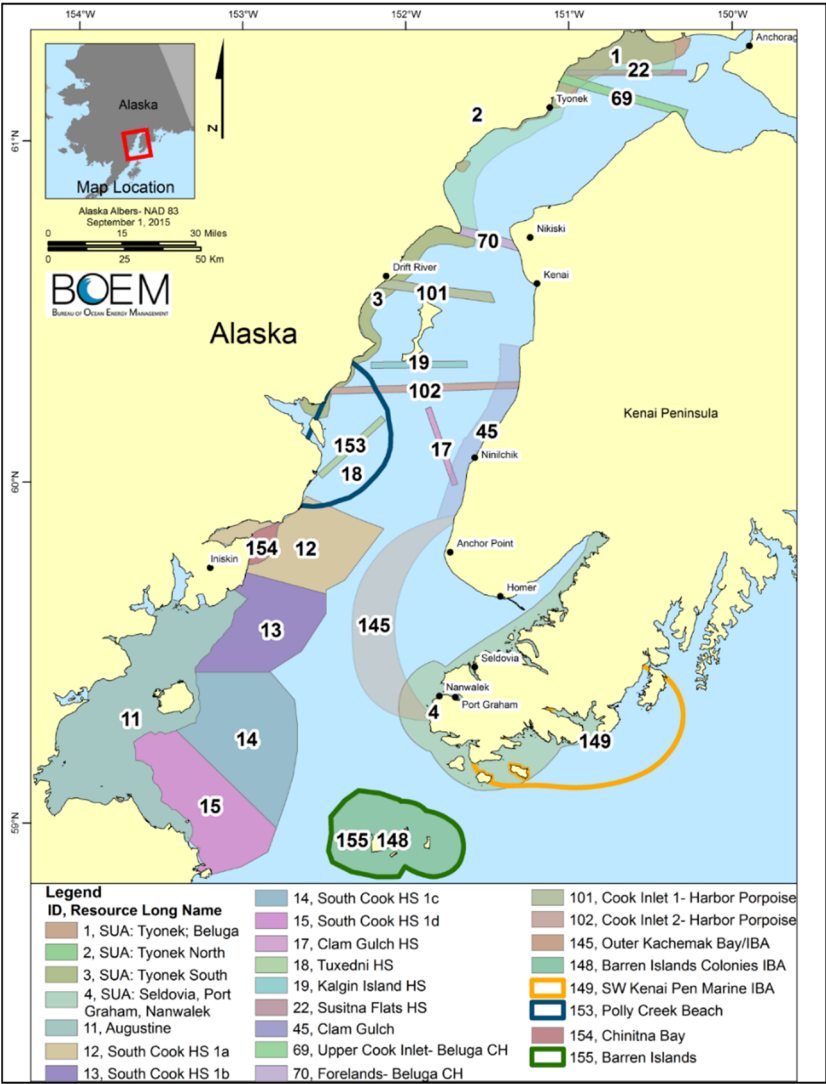 154°W 153°W 152°W 151°W 150°W
61°N
60°N
59°N
Alaska
Map Location
N
Alaska Albers- NAD 83
September 1, 2015
0 15 30 Miles
0 25 50 Km
BOEM
BUREAU OF OCEAN ENERGY MANAGEMENT
Anchorag
1
22
Tyonek
69
2
Nikiski
70
Drift River
Kenai
3
101
Alaska
19
102
Kenai Peninsula
45
153
17
Ninilchik
18
154
12
Anchor Point
Iniskin
Homer
13
145
Seldovia
Nanwalek
Port Graham
4
11
14
149
15
155
148
Legend
ID, Resource Long Name
1, SUA: Tyonek; Beluga
2, SUA: Tyonek North
3, SUA: Tyonek South
4, SUA: Seldovia, Port
Graham, Nanwalek
11, Augustine
12, South Cook HS 1a
13, South Cook HS 1b
14, South Cook HS 1c
15, South Cook HS 1d
17, Clam Gulch HS
18, Tuxedni HS
19, Kalgin Island HS
22, Susitna Flats HS
45, Clam Gulch
69, Upper Cook Inlet- Beluga CH
70, Forelands- Beluga CH
101, Cook Inlet 1- Harbor Porpoise
102, Cook Inlet 2- Harbor Porpoise
145, Outer Kachemak Bay/IBA
148, Barren Islands Colonies IBA
149, SW Kenai Pen Marine IBA
153, Polly Creek Beach
154, Chinitna Bay
155, Barren Islands